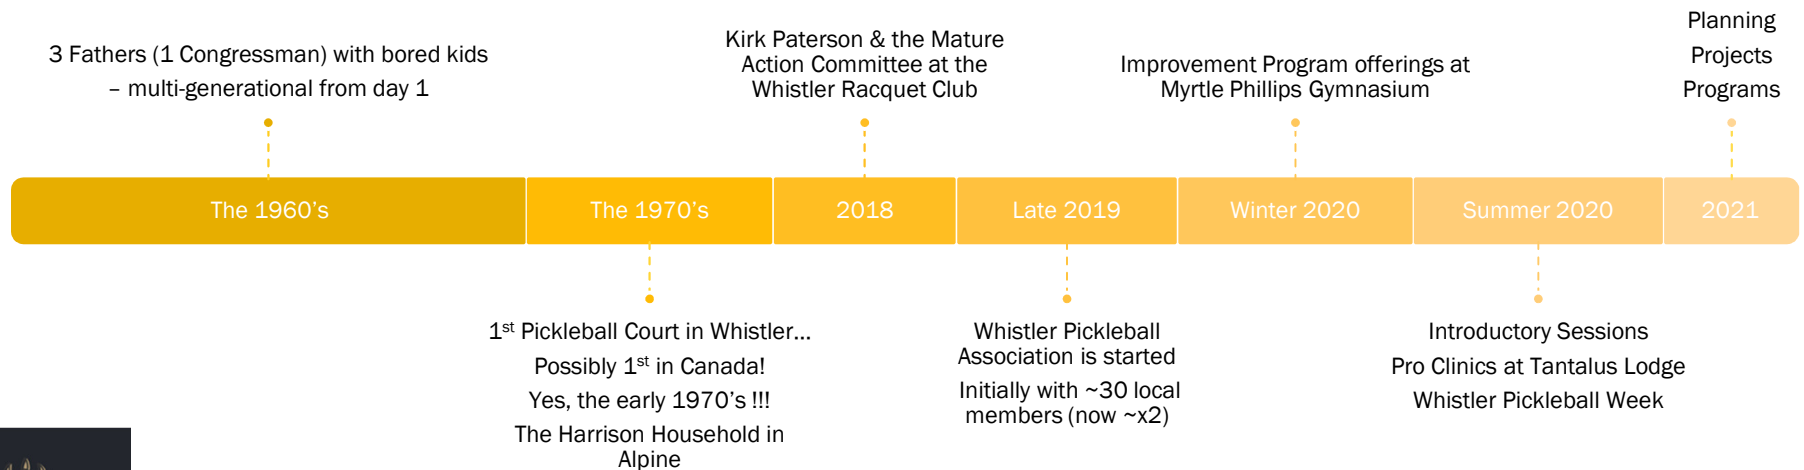 3 Fathers (1 Congressman) with bored kids
– multi-generational from day 1
Kirk Paterson & the Mature
Action Committee at the
Whistler Racquet Club
Improvement Program offerings at
Myrtle Phillips Gymnasium
Planning
Projects
Programs
The 1960's
The 1970's
2018
Late 2019
Winter 2020
Summer 2020
2021
1st Pickleball Court in Whistler...
Possibly 1st in Canada!
Yes, the early 1970's !!!
The Harrison Household in
Alpine
Whistler Pickleball
Association is started
Initially with ~30 local
members (now ~x2)
Introductory Sessions
Pro Clinics at Tantalus Lodge
Whistler Pickleball Week